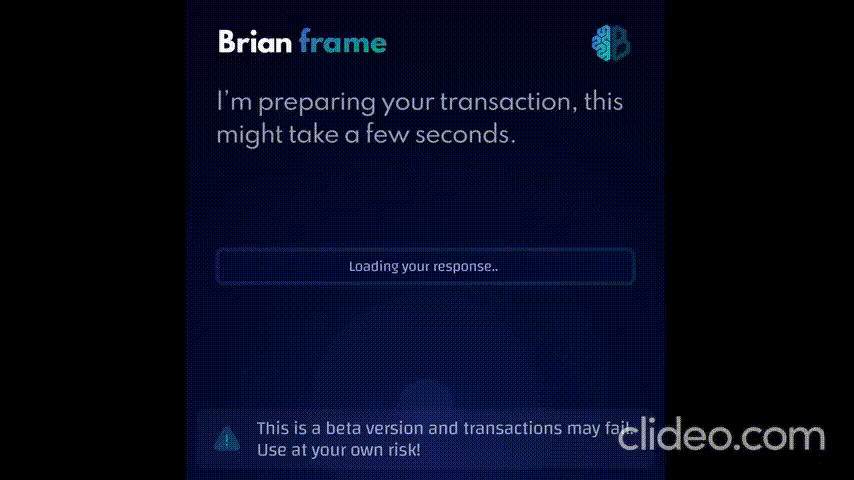 Brian frame
I'm preparing your transaction, this
might take a few seconds.
Loading your response..
This is a beta version and transactions may fail.
Use at your own risk!
clideo.com